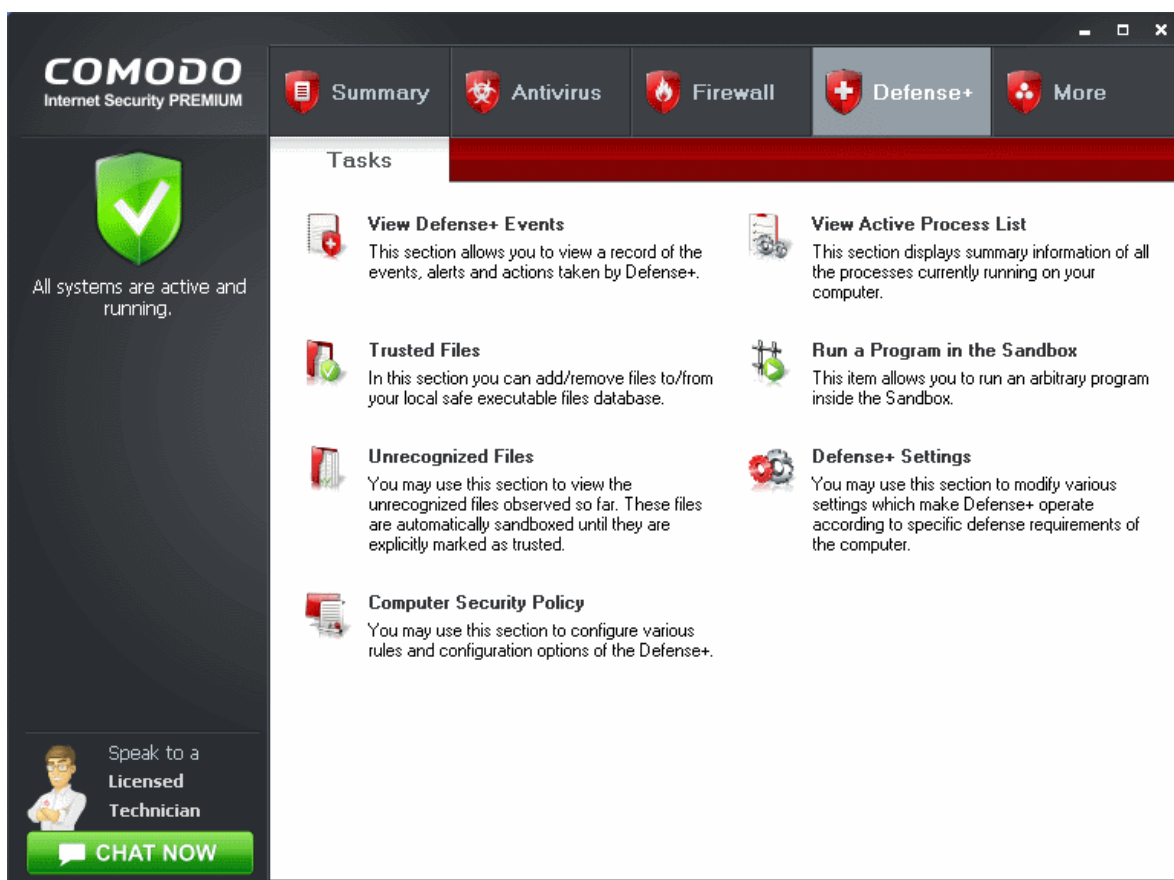 COMODO
Internet Security PREMIUM
Summary
Antivirus
Firewall
Defense+
More
Tasks
All systems are active and
running.
View Defense+ Events
This section allows you to view a record of the
events, alerts and actions taken by Defense+.
View Active Process List
This section displays summary information of all
the processes currently running on your
computer.
Trusted Files
In this section you can add/remove files to/from
your local safe executable files database.
Run a Program in the Sandbox
This item allows you to run an arbitrary program
inside the Sandbox.
Unrecognized Files
You may use this section to view the
unrecognized files observed so far. These files
are automatically sandboxed until they are
explicitly marked as trusted.
Defense+ Settings
You may use this section to modify various
settings which make Defense+ operate
according to specific defense requirements of
the computer.
Computer Security Policy
You may use this section to configure various
rules and configuration options of the Defense+.
Speak to a
Licensed
Technician
CHAT NOW